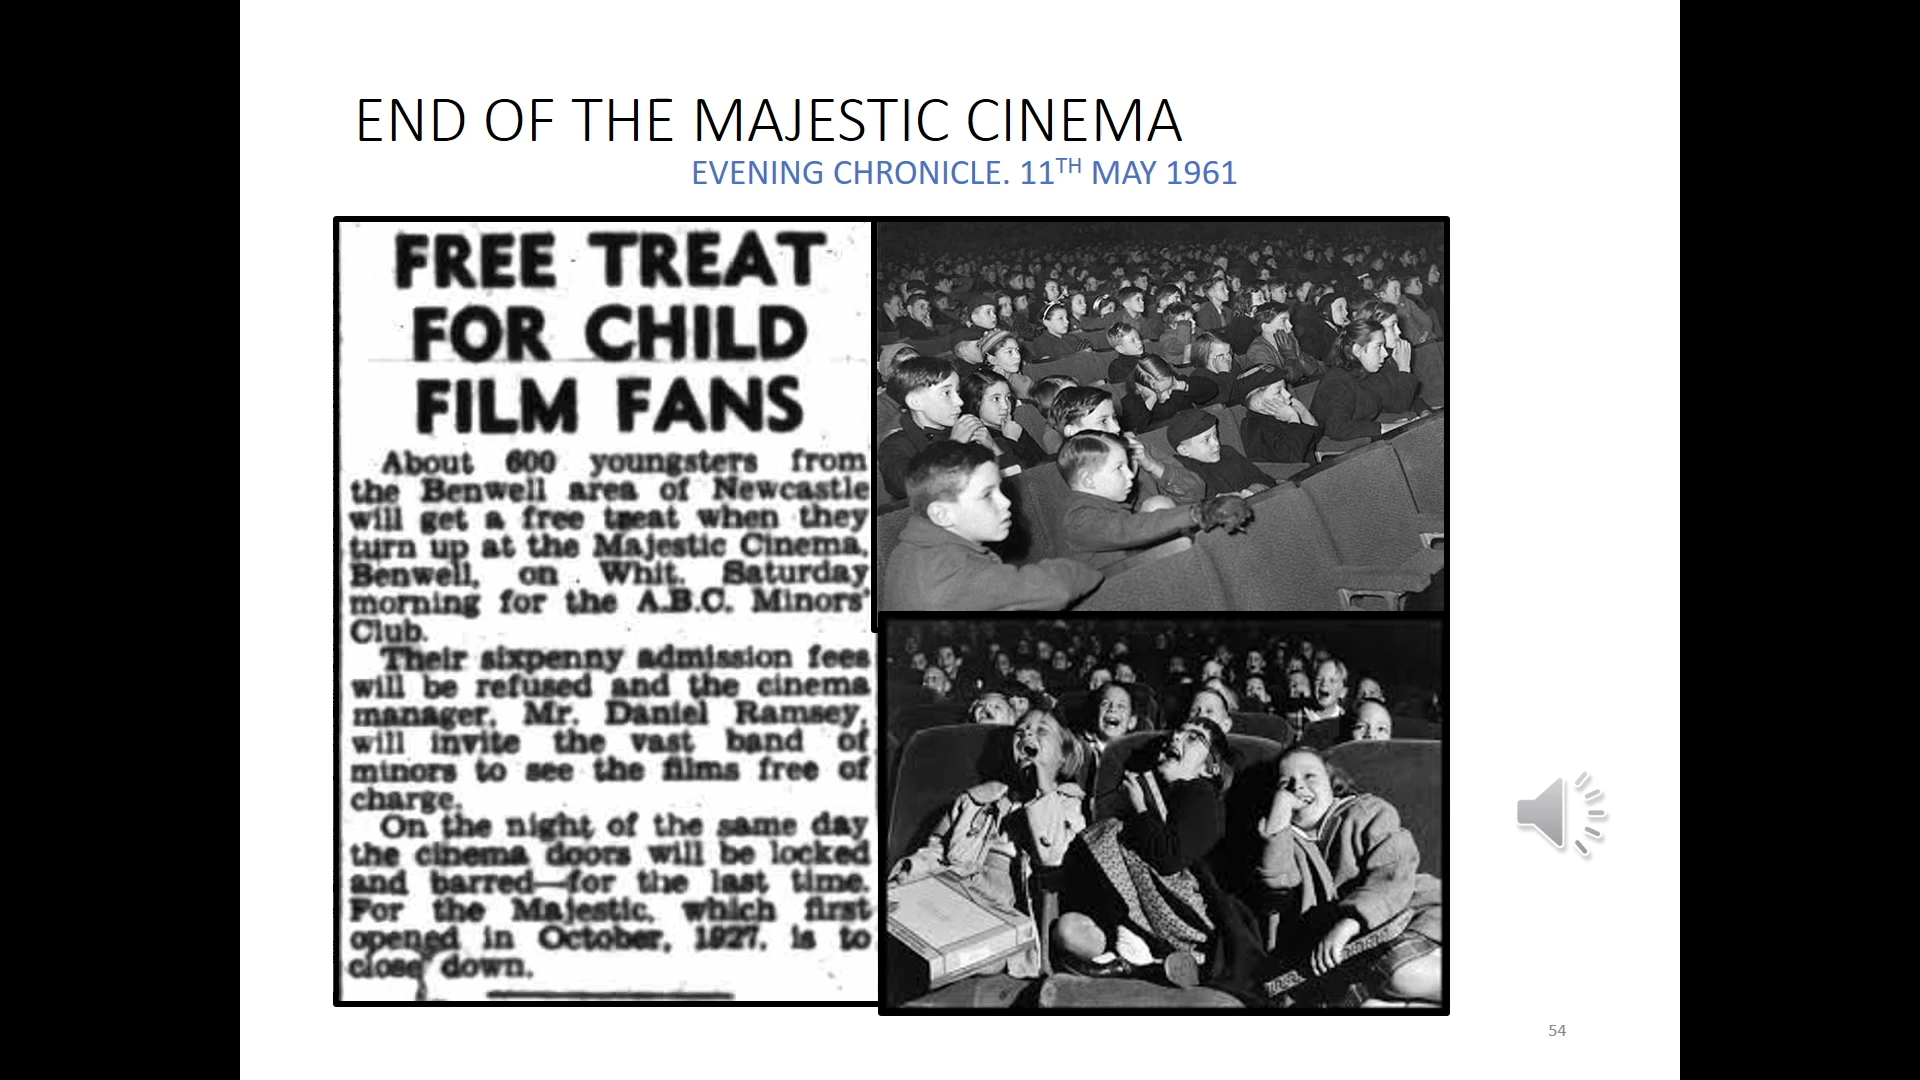 END OF THE MAJESTIC CINEMA
EVENING CHRONICLE. 11TH MAY 1961
FREE TREAT
FOR CHILD
FILM FANS
About 600 youngsters from
the Benwell area of Newcastle
will get a free treat when they
turn up at the Majestic Cinema,
Benwell, on Whit. Saturday
morning for the A.B.C. Minors'
Club.
Their sixpenny admission fees
will be refused and the cinema
manager, Mr. Daniel Ramsey,
will invite the vast band of
minors to see the films free of
charge.
On the night of the same day
the cinema doors will be locked
and barred—for the last time.
For the Majestic, which first
opened in October, 1927, is to
close down.
54